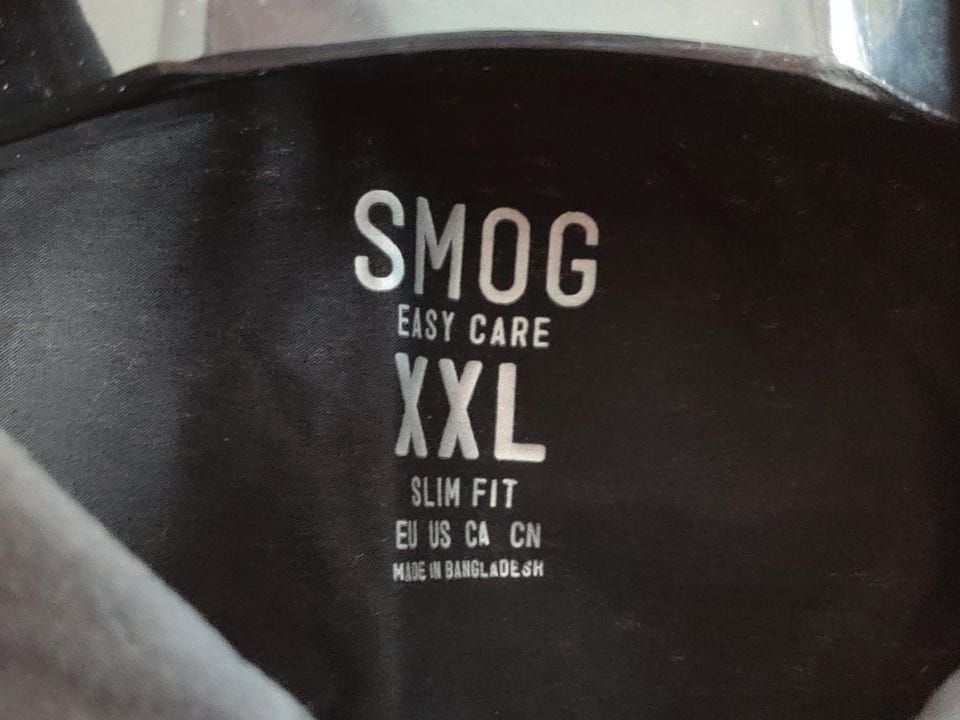 SMOG
EASY CARE
XXL
SLIM FIT
EU US CA CN
MADE IN BANGLADESH